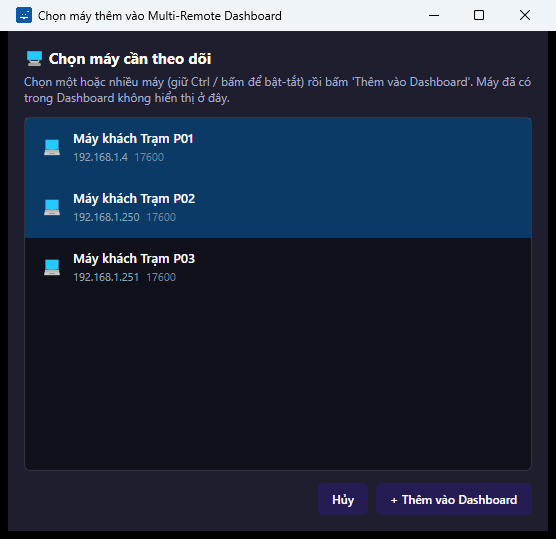 Chọn máy thêm vào Multi-Remote Dashboard
Chọn máy cần theo dõi
Chọn một hoặc nhiều máy (giữ Ctrl / bấm để bật-tắt) rồi bấm 'Thêm vào Dashboard'. Máy đã có
trong Dashboard không hiển thị ở đây.
Máy khách Trạm P01
192.168.1.4 17600
Máy khách Trạm P02
192.168.1.250 17600
Máy khách Trạm P03
192.168.1.251 17600
Hủy
+ Thêm vào Dashboard